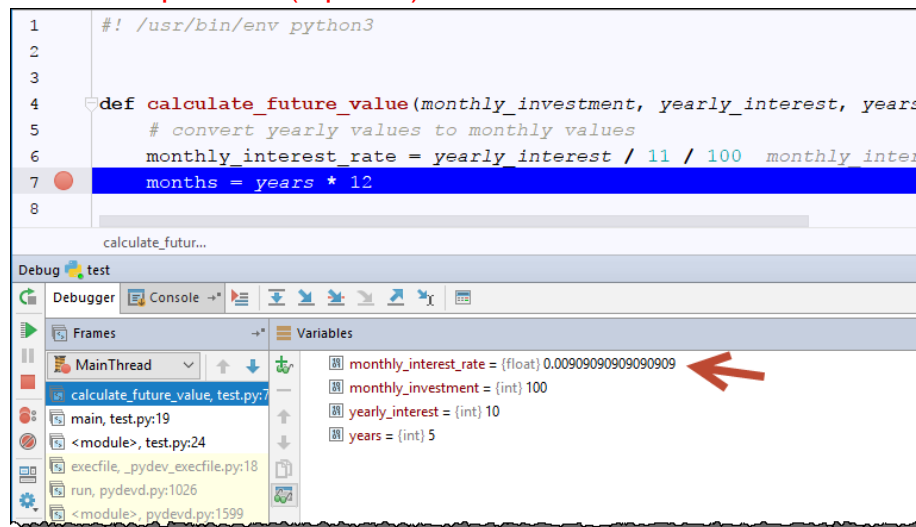 1 #! /usr/bin/env python3
2
3
4 def calculate_future_value(monthly_investment, yearly_interest, years
5 # convert yearly values to monthly values
6 monthly_interest_rate = yearly_interest / 11 / 100 monthly_inter
7 months = years * 12
8
calculate_futur...
Debug test
Debugger Console
Frames Variables
MainThread
monthly_interest_rate = {float} 0.00909090909090909
calculate_future_value, test.py:7
monthly_investment = {int} 100
main, test.py:19
yearly_interest = {int} 10
<module>, test.py:24
years = {int} 5
execfile, _pydev_execfile.py:18
run, pydevd.py:1026
<module>, pydevd.py:1599